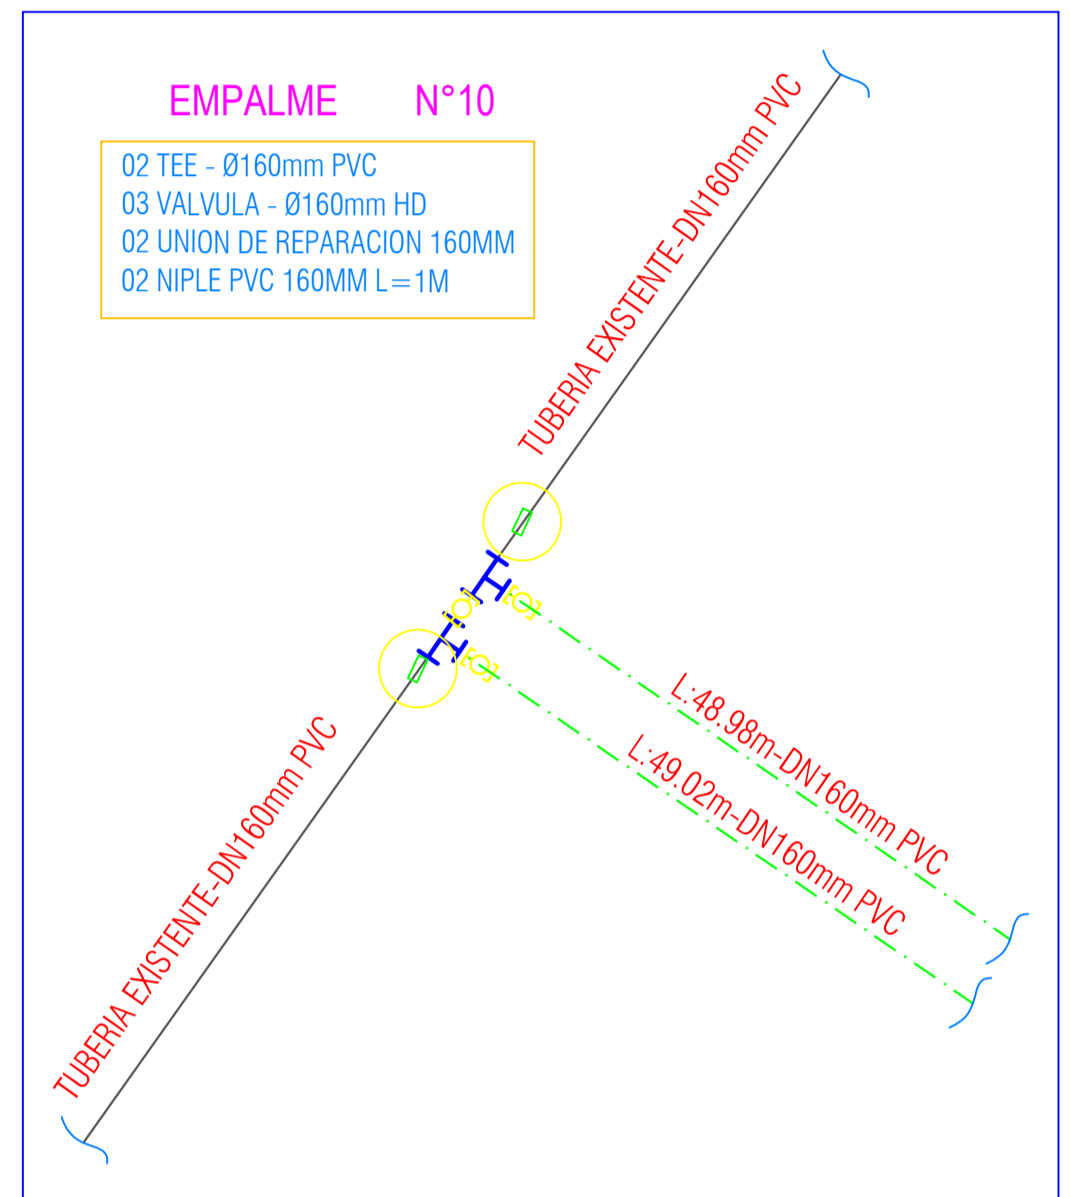 EMPALME N°10
02 TEE - Ø160mm PVC
03 VALVULA - Ø160mm HD
02 UNION DE REPARACION 160MM
02 NIPLE PVC 160MM L=1M
TUBERIA EXISTENTE-DN160mm PVC
L:48.98m-DN160mm PVC
L:49.02m-DN160mm PVC
TUBERIA EXISTENTE-DN160mm PVC